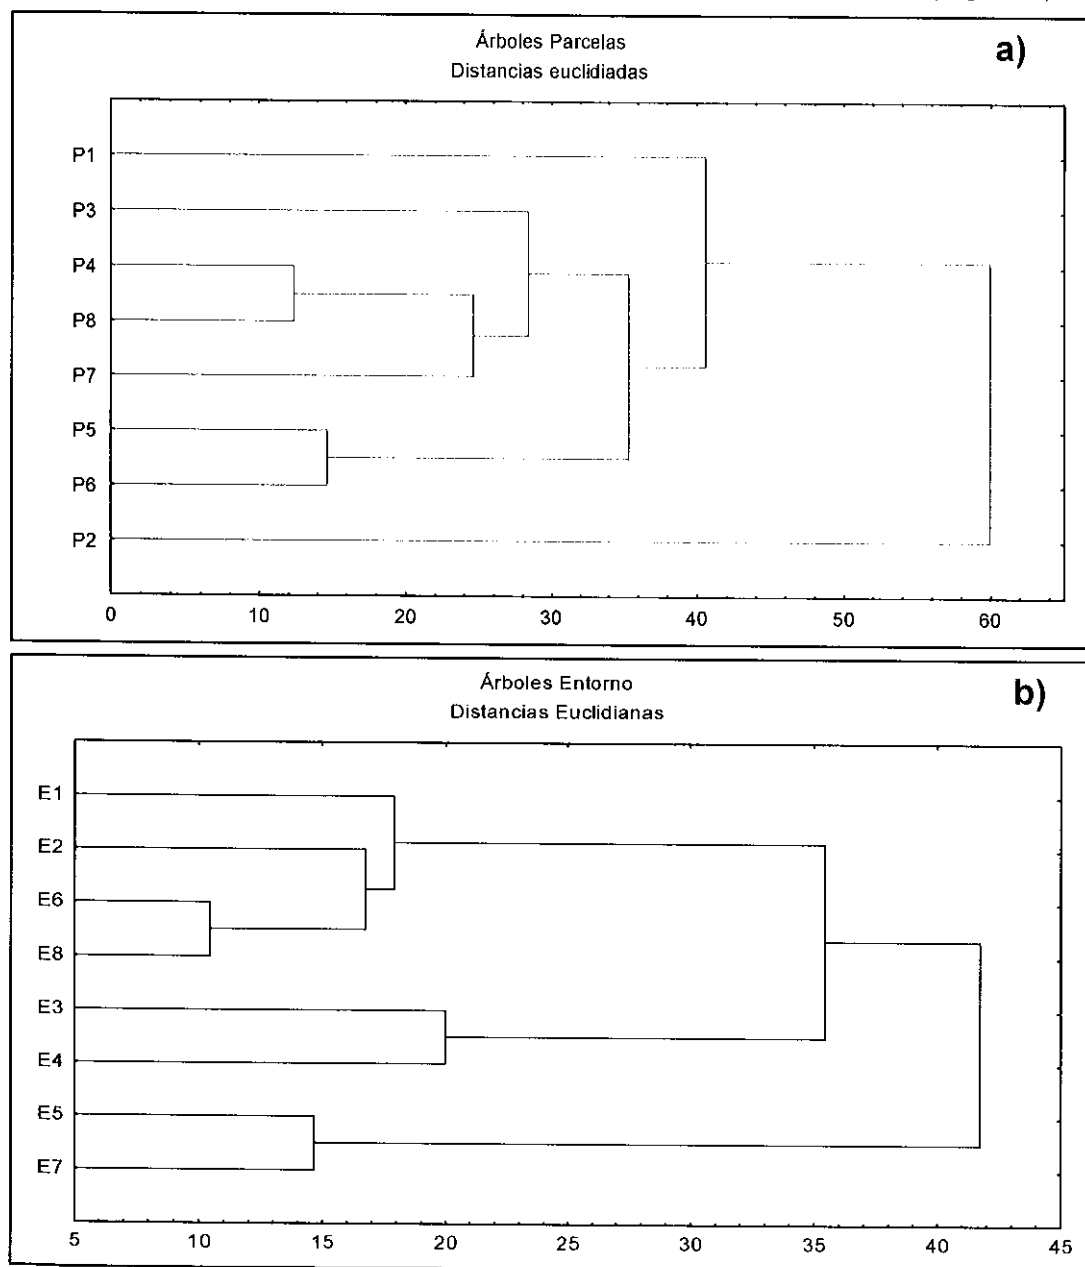 Árboles Parcelas
a)
Distancias euclidiadas
P1
P3
P4
P8
P7
P5
P6
P2
0 10 20 30 40 50 60
Árboles Entorno
b)
Distancias Euclidianas
E1
E2
E6
E8
E3
E4
E5
E7
5 10 15 20 25 30 35 40 45